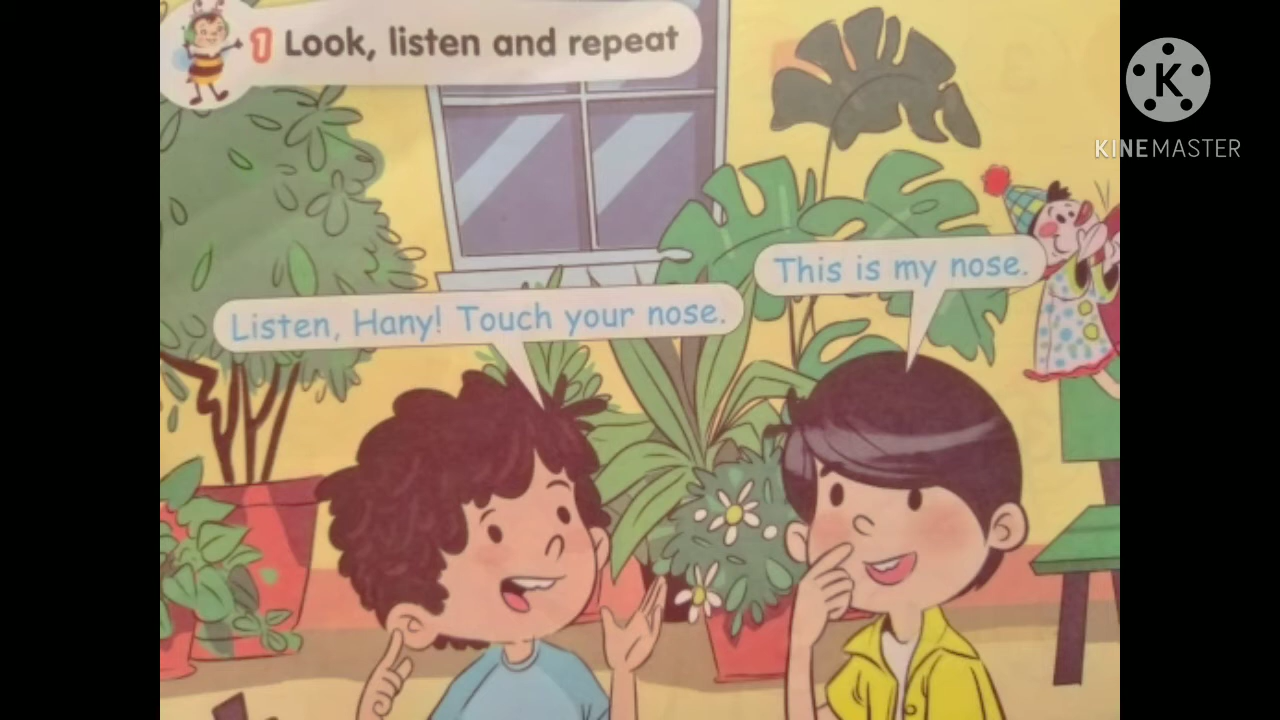 1 Look, listen and repeat
This is my nose.
Listen, Hany! Touch your nose.
K
KINEMASTER